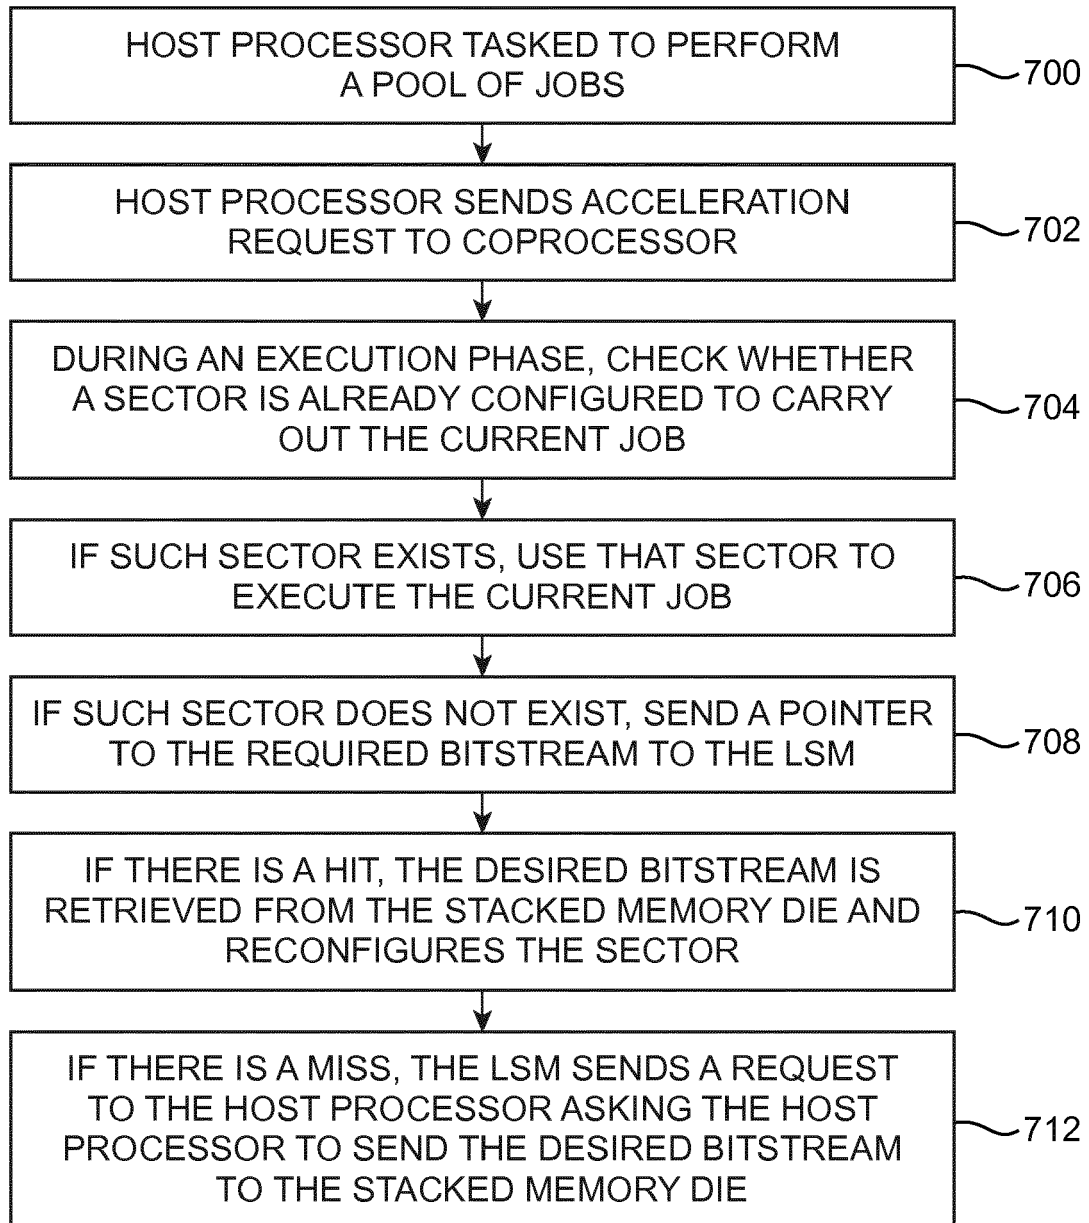 HOST PROCESSOR TASKED TO PERFORM
A POOL OF JOBS
700
HOST PROCESSOR SENDS ACCELERATION
REQUEST TO COPROCESSOR
702
DURING AN EXECUTION PHASE, CHECK WHETHER
A SECTOR IS ALREADY CONFIGURED TO CARRY
OUT THE CURRENT JOB
704
IF SUCH SECTOR EXISTS, USE THAT SECTOR TO
EXECUTE THE CURRENT JOB
706
IF SUCH SECTOR DOES NOT EXIST, SEND A POINTER
TO THE REQUIRED BITSTREAM TO THE LSM
708
IF THERE IS A HIT, THE DESIRED BITSTREAM IS
RETRIEVED FROM THE STACKED MEMORY DIE AND
RECONFIGURES THE SECTOR
710
IF THERE IS A MISS, THE LSM SENDS A REQUEST
TO THE HOST PROCESSOR ASKING THE HOST
PROCESSOR TO SEND THE DESIRED BITSTREAM
TO THE STACKED MEMORY DIE
712